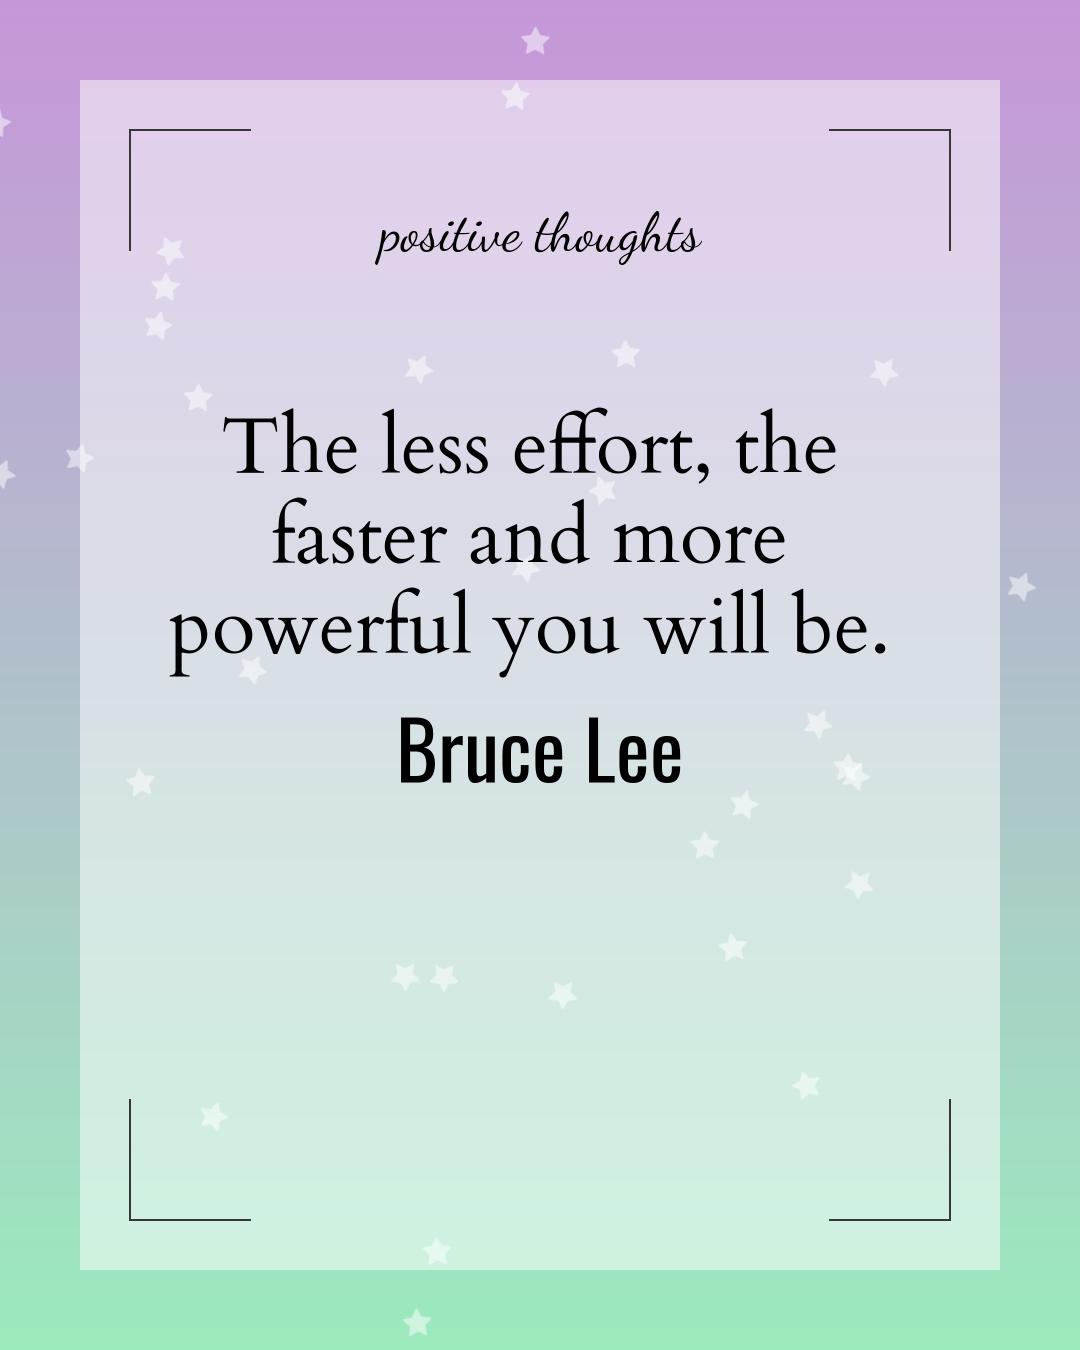 positive thoughts
The less effort, the
faster and more
powerful you will be.
Bruce Lee